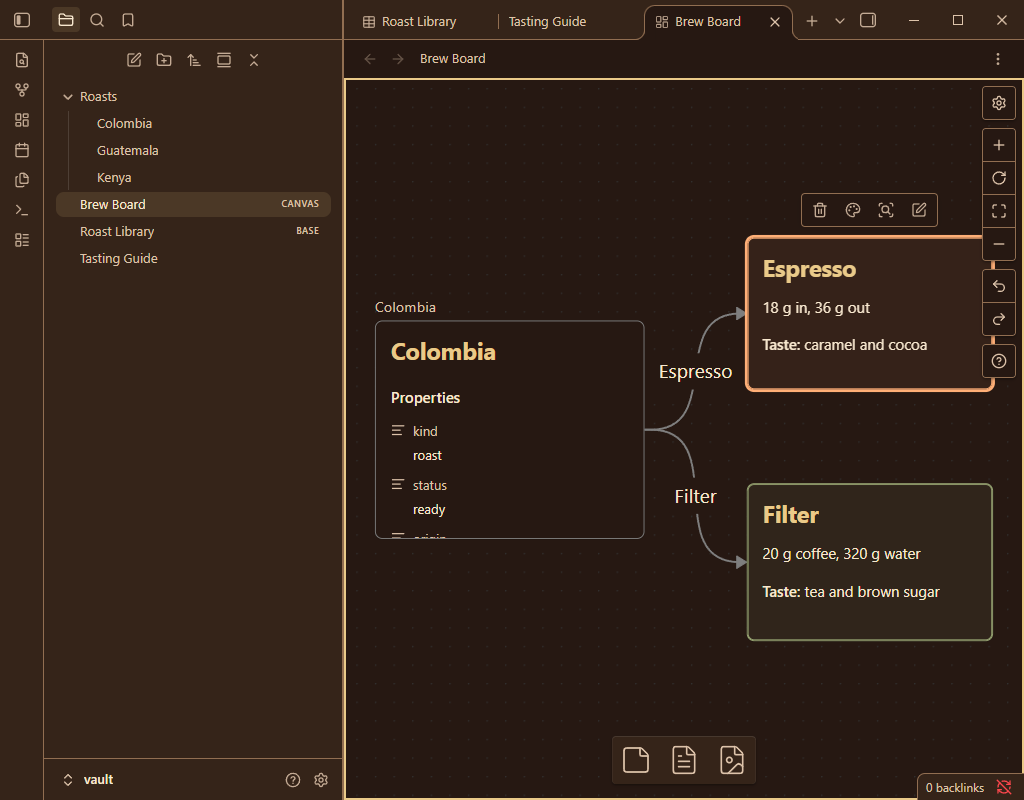 Roast Library
Tasting Guide
Brew Board
Brew Board
Roasts
Colombia
Guatemala
Kenya
Brew Board
CANVAS
Roast Library
BASE
Tasting Guide
vault
Colombia
Colombia
Properties
kind
roast
status
ready
origin
Espresso
Filter
Espresso
18 g in, 36 g out
Taste: caramel and cocoa
Filter
20 g coffee, 320 g water
Taste: tea and brown sugar
0 backlinks